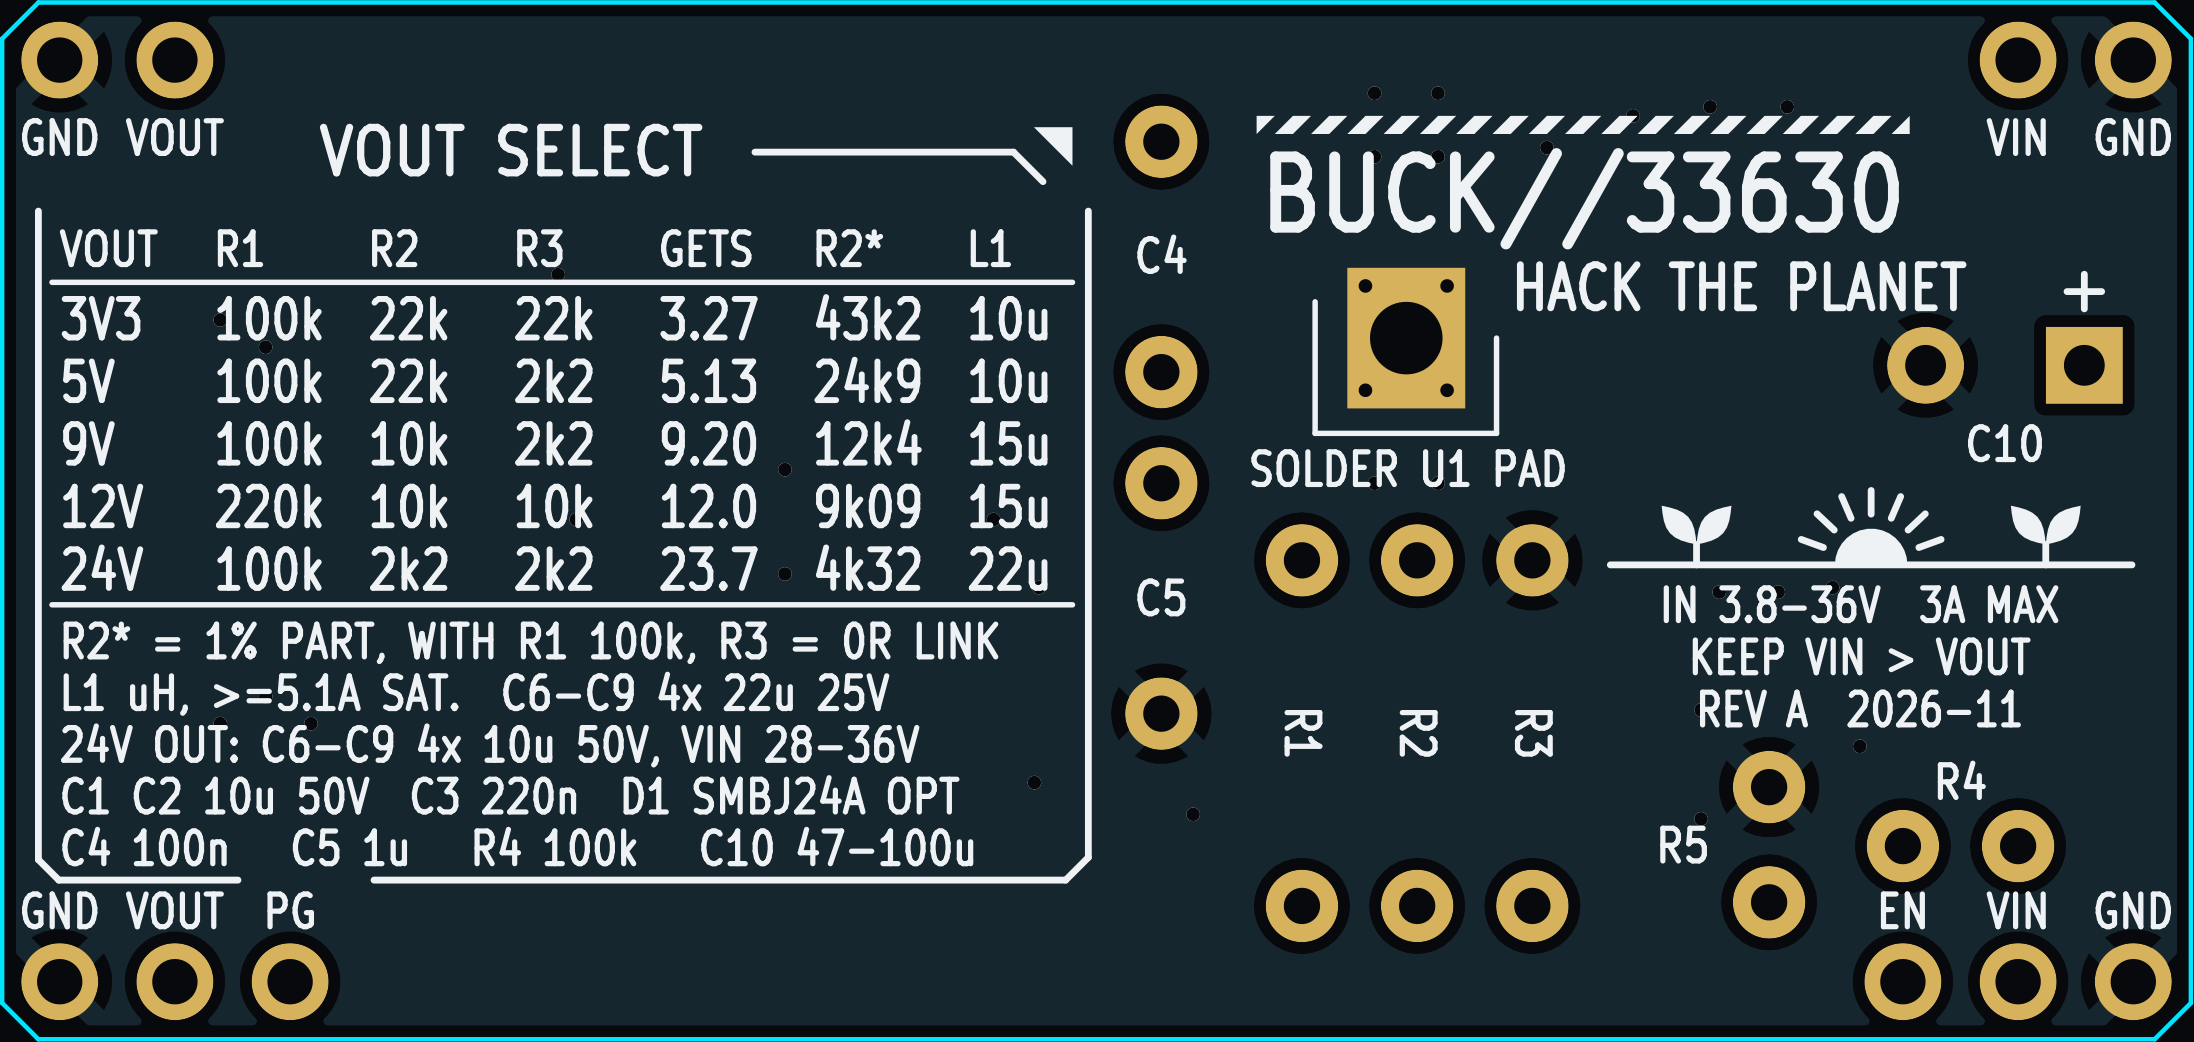 GND VOUT
VIN GND
VOUT SELECT
VOUT R1 R2 R3 GETS R2* L1
3V3 100k 22k 22k 3.27 43k2 10u
5V 100k 22k 2k2 5.13 24k9 10u
9V 100k 10k 2k2 9.20 12k4 15u
12V 220k 10k 10k 12.0 9k09 15u
24V 100k 2k2 2k2 23.7 4k32 22u
R2* = 1% PART, WITH R1 100k, R3 = 0R LINK
L1 uH, >=5.1A SAT. C6-C9 4x 22u 25V
24V OUT: C6-C9 4x 10u 50V, VIN 28-36V
C1 C2 10u 50V C3 220n D1 SMBJ24A OPT
C4 100n C5 1u R4 100k C10 47-100u
GND VOUT PG
C4
C5
BUCK//33630
HACK THE PLANET
+
C10
SOLDER U1 PAD
IN 3.8-36V 3A MAX
KEEP VIN > VOUT
REV A 2026-11
R1 R2 R3
R4
R5
EN VIN GND